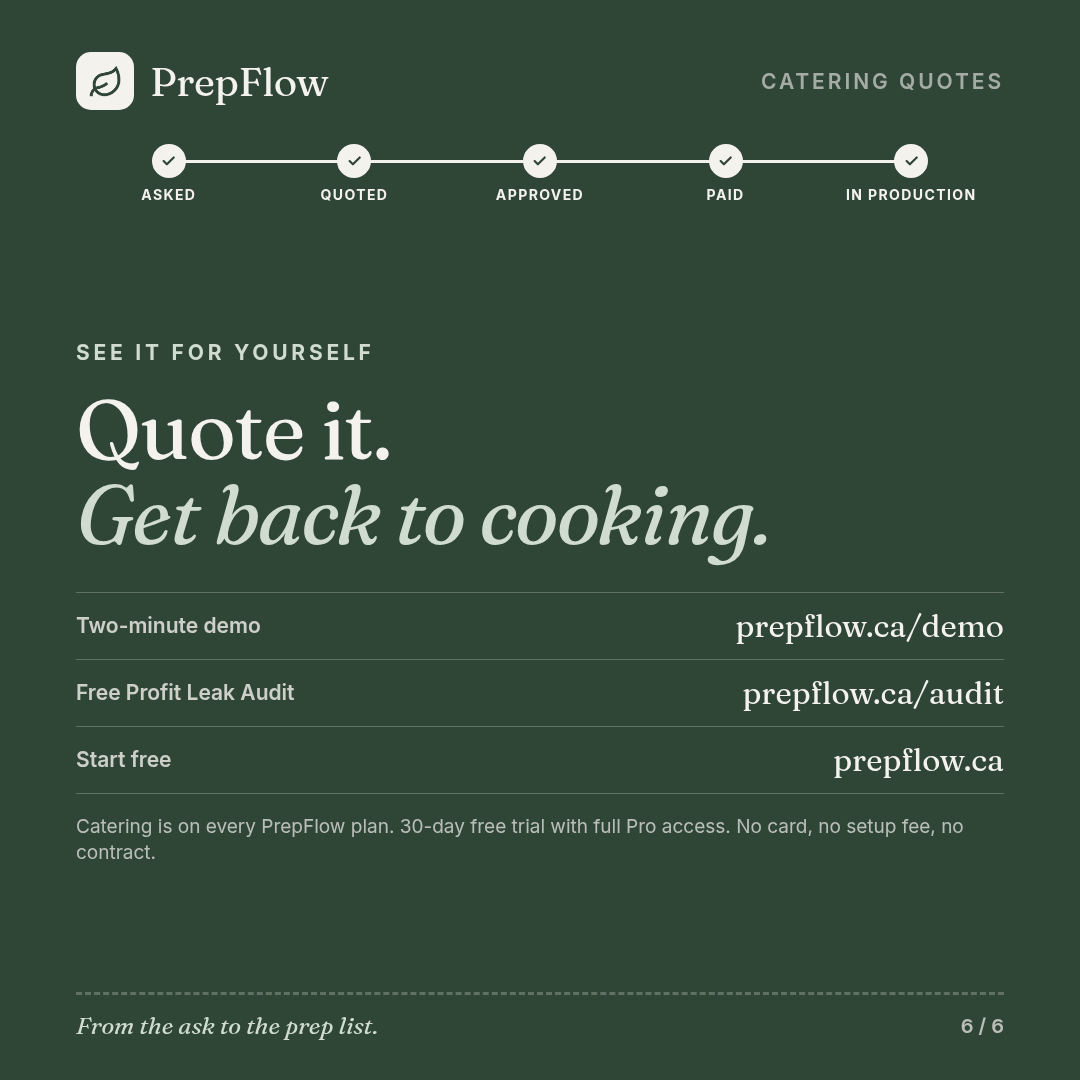 PrepFlow
CATERING QUOTES
ASKED
QUOTED
APPROVED
PAID
IN PRODUCTION
SEE IT FOR YOURSELF
Quote it.
Get back to cooking.
Two-minute demo
prepflow.ca/demo
Free Profit Leak Audit
prepflow.ca/audit
Start free
prepflow.ca
Catering is on every PrepFlow plan. 30-day free trial with full Pro access. No card, no setup fee, no
contract.
From the ask to the prep list.
6 / 6